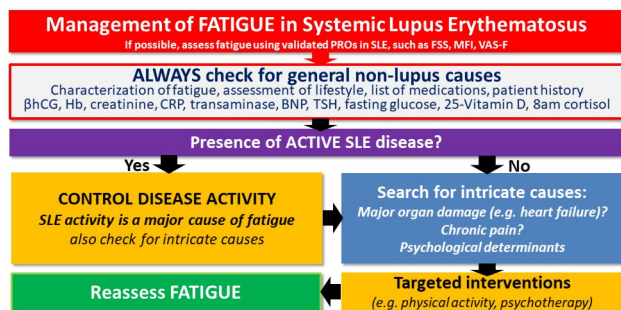 Management of FATIGUE in Systemic Lupus Erythematosus
If possible, assess fatigue using validated PROs in SLE, such as FSS, MFI, VAS-F
ALWAYS check for general non-lupus causes
Characterization of fatigue, assessment of lifestyle, list of medications, patient history
βhCG, Hb, creatinine, CRP, transaminase, BNP, TSH, fasting glucose, 25-Vitamin D, 8am cortisol
Presence of ACTIVE SLE disease?
Yes
No
CONTROL DISEASE ACTIVITY
SLE activity is a major cause of fatigue
also check for intricate causes
Search for intricate causes:
Major organ damage (e.g. heart failure)?
Chronic pain?
Psychological determinants
Targeted interventions
(e.g. physical activity, psychotherapy)
Reassess FATIGUE